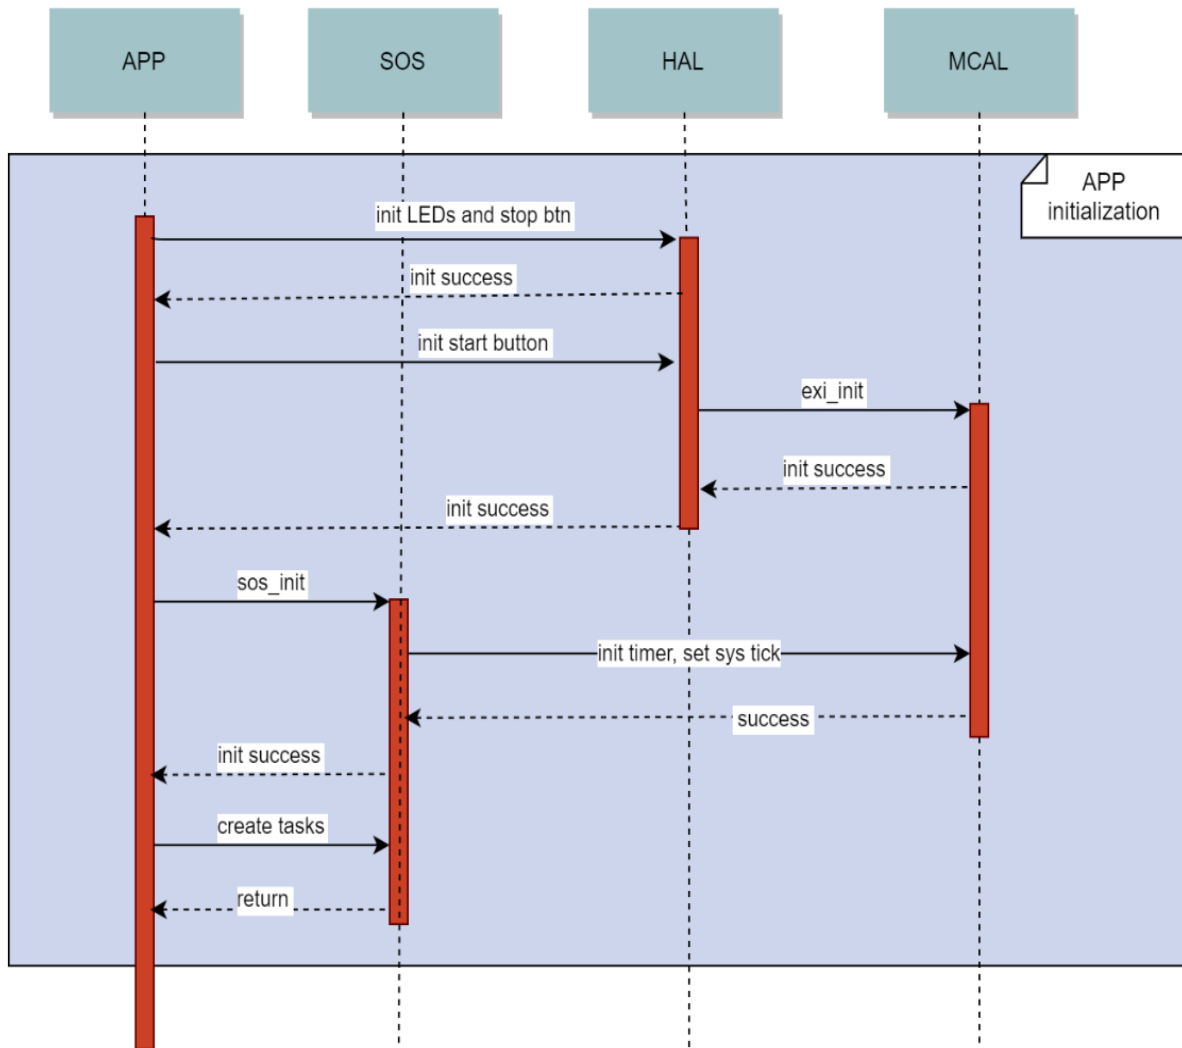 APP
SOS
HAL
MCAL
APP
initialization
init LEDs and stop btn
init success
init start button
exi_init
init success
init success
sos_init
init timer, set sys tick
success
init success
create tasks
return